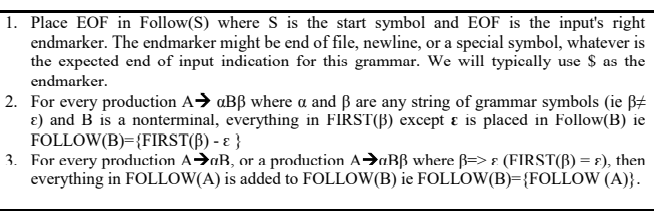 1. Place EOF in Follow(S) where S is the start symbol and EOF is the input's right
endmarker. The endmarker might be end of file, newline, or a special symbol, whatever is
the expected end of input indication for this grammar. We will typically use $ as the
endmarker.
2. For every production A➔ αBβ where α and β are any string of grammar symbols (ie β≠
ε) and B is a nonterminal, everything in FIRST(β) except ε is placed in Follow(B) ie
FOLLOW(B)={FIRST(β) - ε }
3. For every production A➔αB, or a production A➔αBβ where β=> ε (FIRST(β) = ε), then
everything in FOLLOW(A) is added to FOLLOW(B) ie FOLLOW(B)={FOLLOW (A)}.